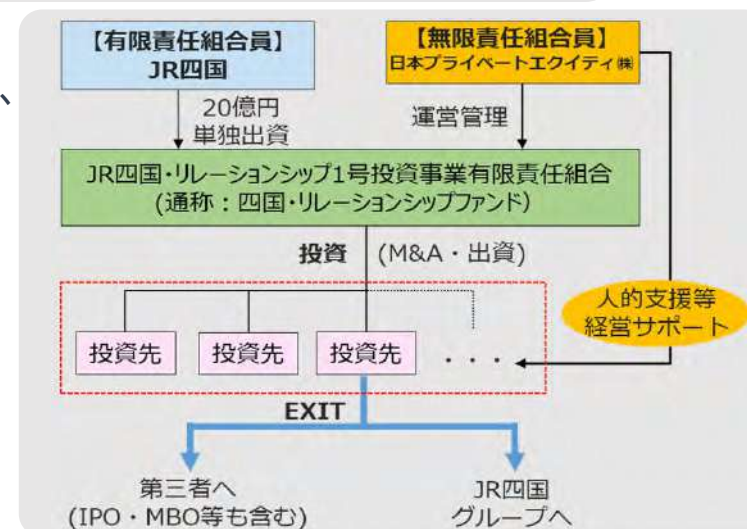 、
【有限責任組合員】
JR四国
【無限責任組合員】
日本プライベートエクイティ㈱
20億円
単独出資
運営管理
JR四国・リレーションシップ1号投資事業有限責任組合
(通称：四国・リレーションシップファンド)
投資 (M&A・出資)
人的支援等
経営サポート
投資先 投資先 投資先 ・・・
EXIT
第三者へ
(IPO・MBO等も含む)
JR四国
グループへ